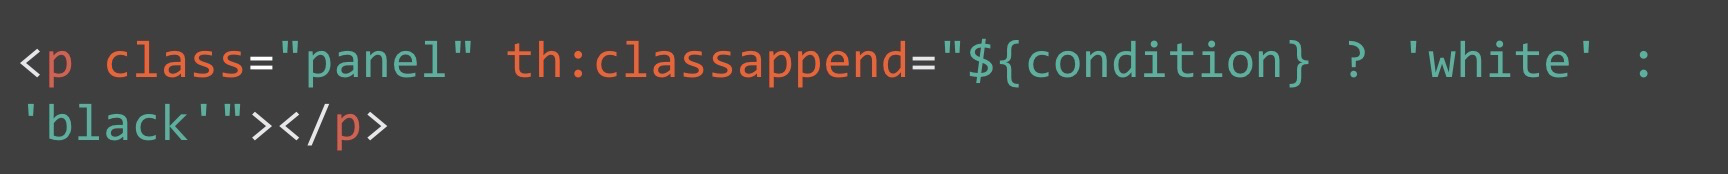 <p class="panel" th:classappend="${condition} ? 'white' :
'black'"></p>